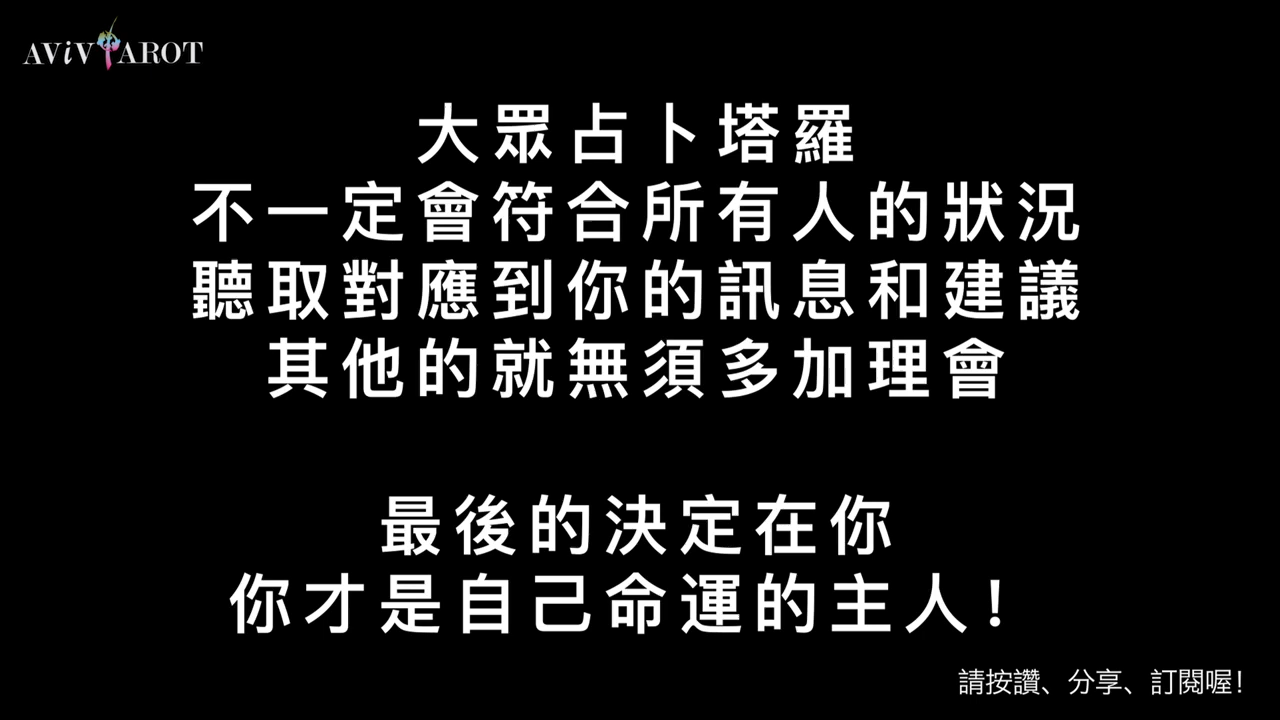 AViV TAROT
大眾占卜塔羅
不一定會符合所有人的狀況
聽取對應到你的訊息和建議
其他的就無須多加理會
最後的決定在你
你才是自己命運的主人！
請按讚、分享、訂閱喔！